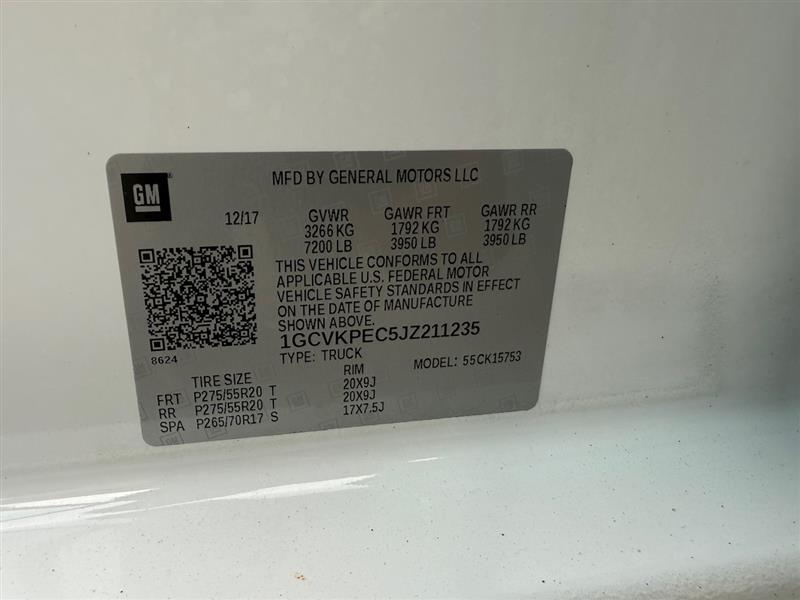 GM
MFD BY GENERAL MOTORS LLC
12/17 GVWR GAWR FRT GAWR RR
3266 KG 1792 KG 1792 KG
7200 LB 3950 LB 3950 LB
THIS VEHICLE CONFORMS TO ALL
APPLICABLE U.S. FEDERAL MOTOR
VEHICLE SAFETY STANDARDS IN EFFECT
ON THE DATE OF MANUFACTURE
SHOWN ABOVE.
1GCVKPEC5JZ211235
8624
TYPE: TRUCK MODEL: 55CK15753
TIRE SIZE RIM
FRT P275/55R20 T 20X9J
RR P275/55R20 T 20X9J
SPA P265/70R17 S 17X7.5J